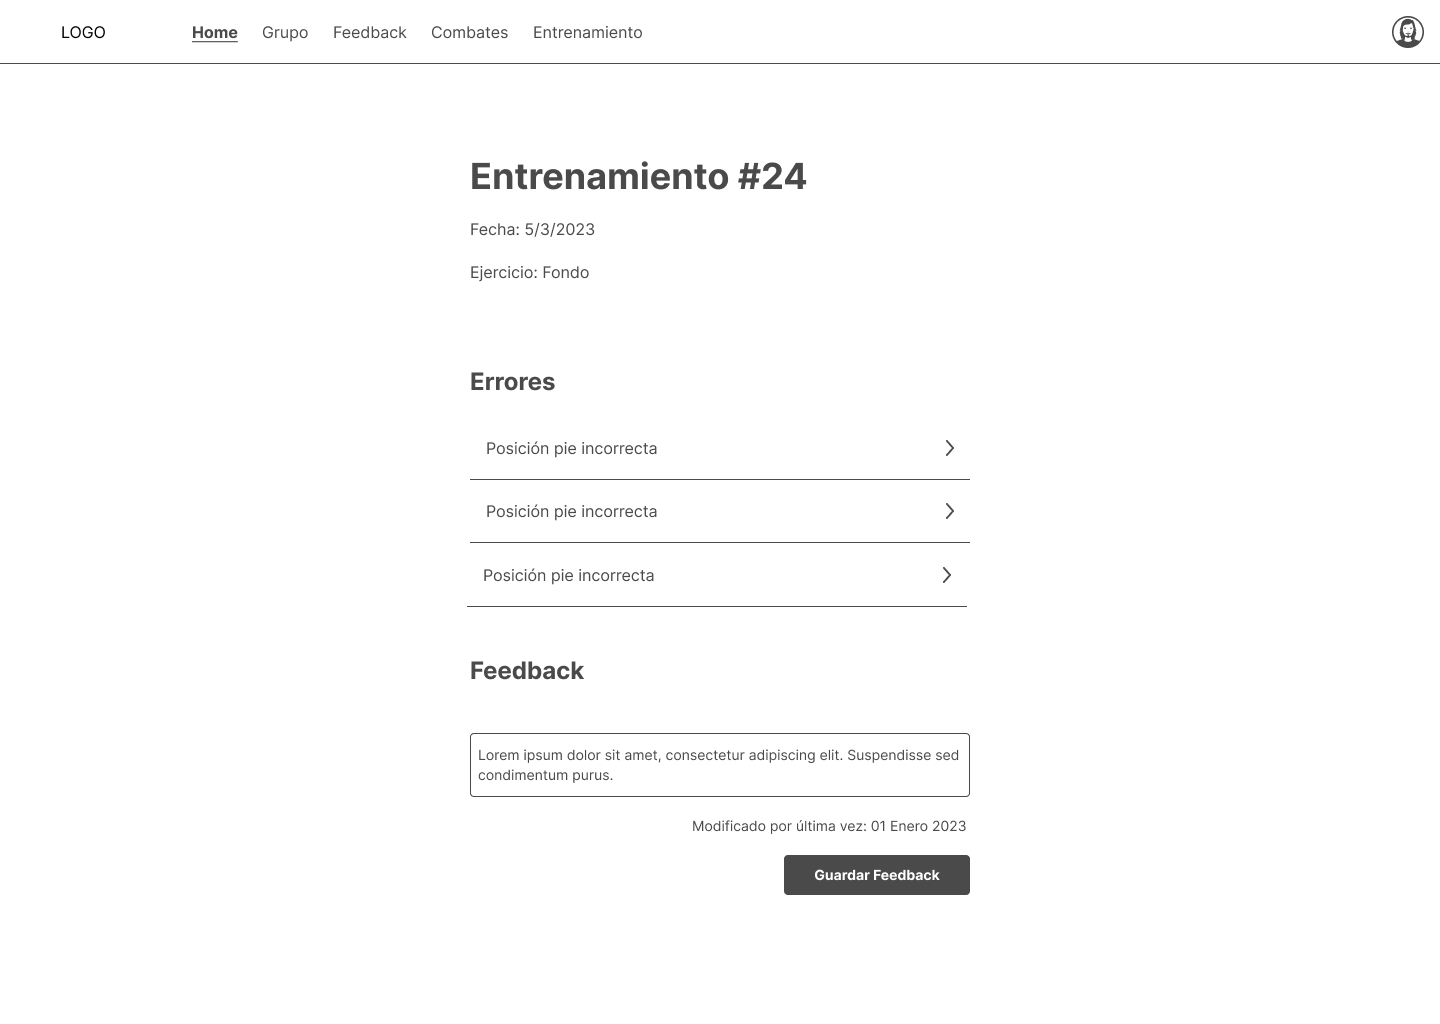 LOGO
Home Grupo Feedback Combates Entrenamiento
Entrenamiento #24
Fecha: 5/3/2023
Ejercicio: Fondo
Errores
Posición pie incorrecta
Posición pie incorrecta
Posición pie incorrecta
Feedback
Lorem ipsum dolor sit amet, consectetur adipiscing elit. Suspendisse sed
condimentum purus.
Modificado por última vez: 01 Enero 2023
Guardar Feedback